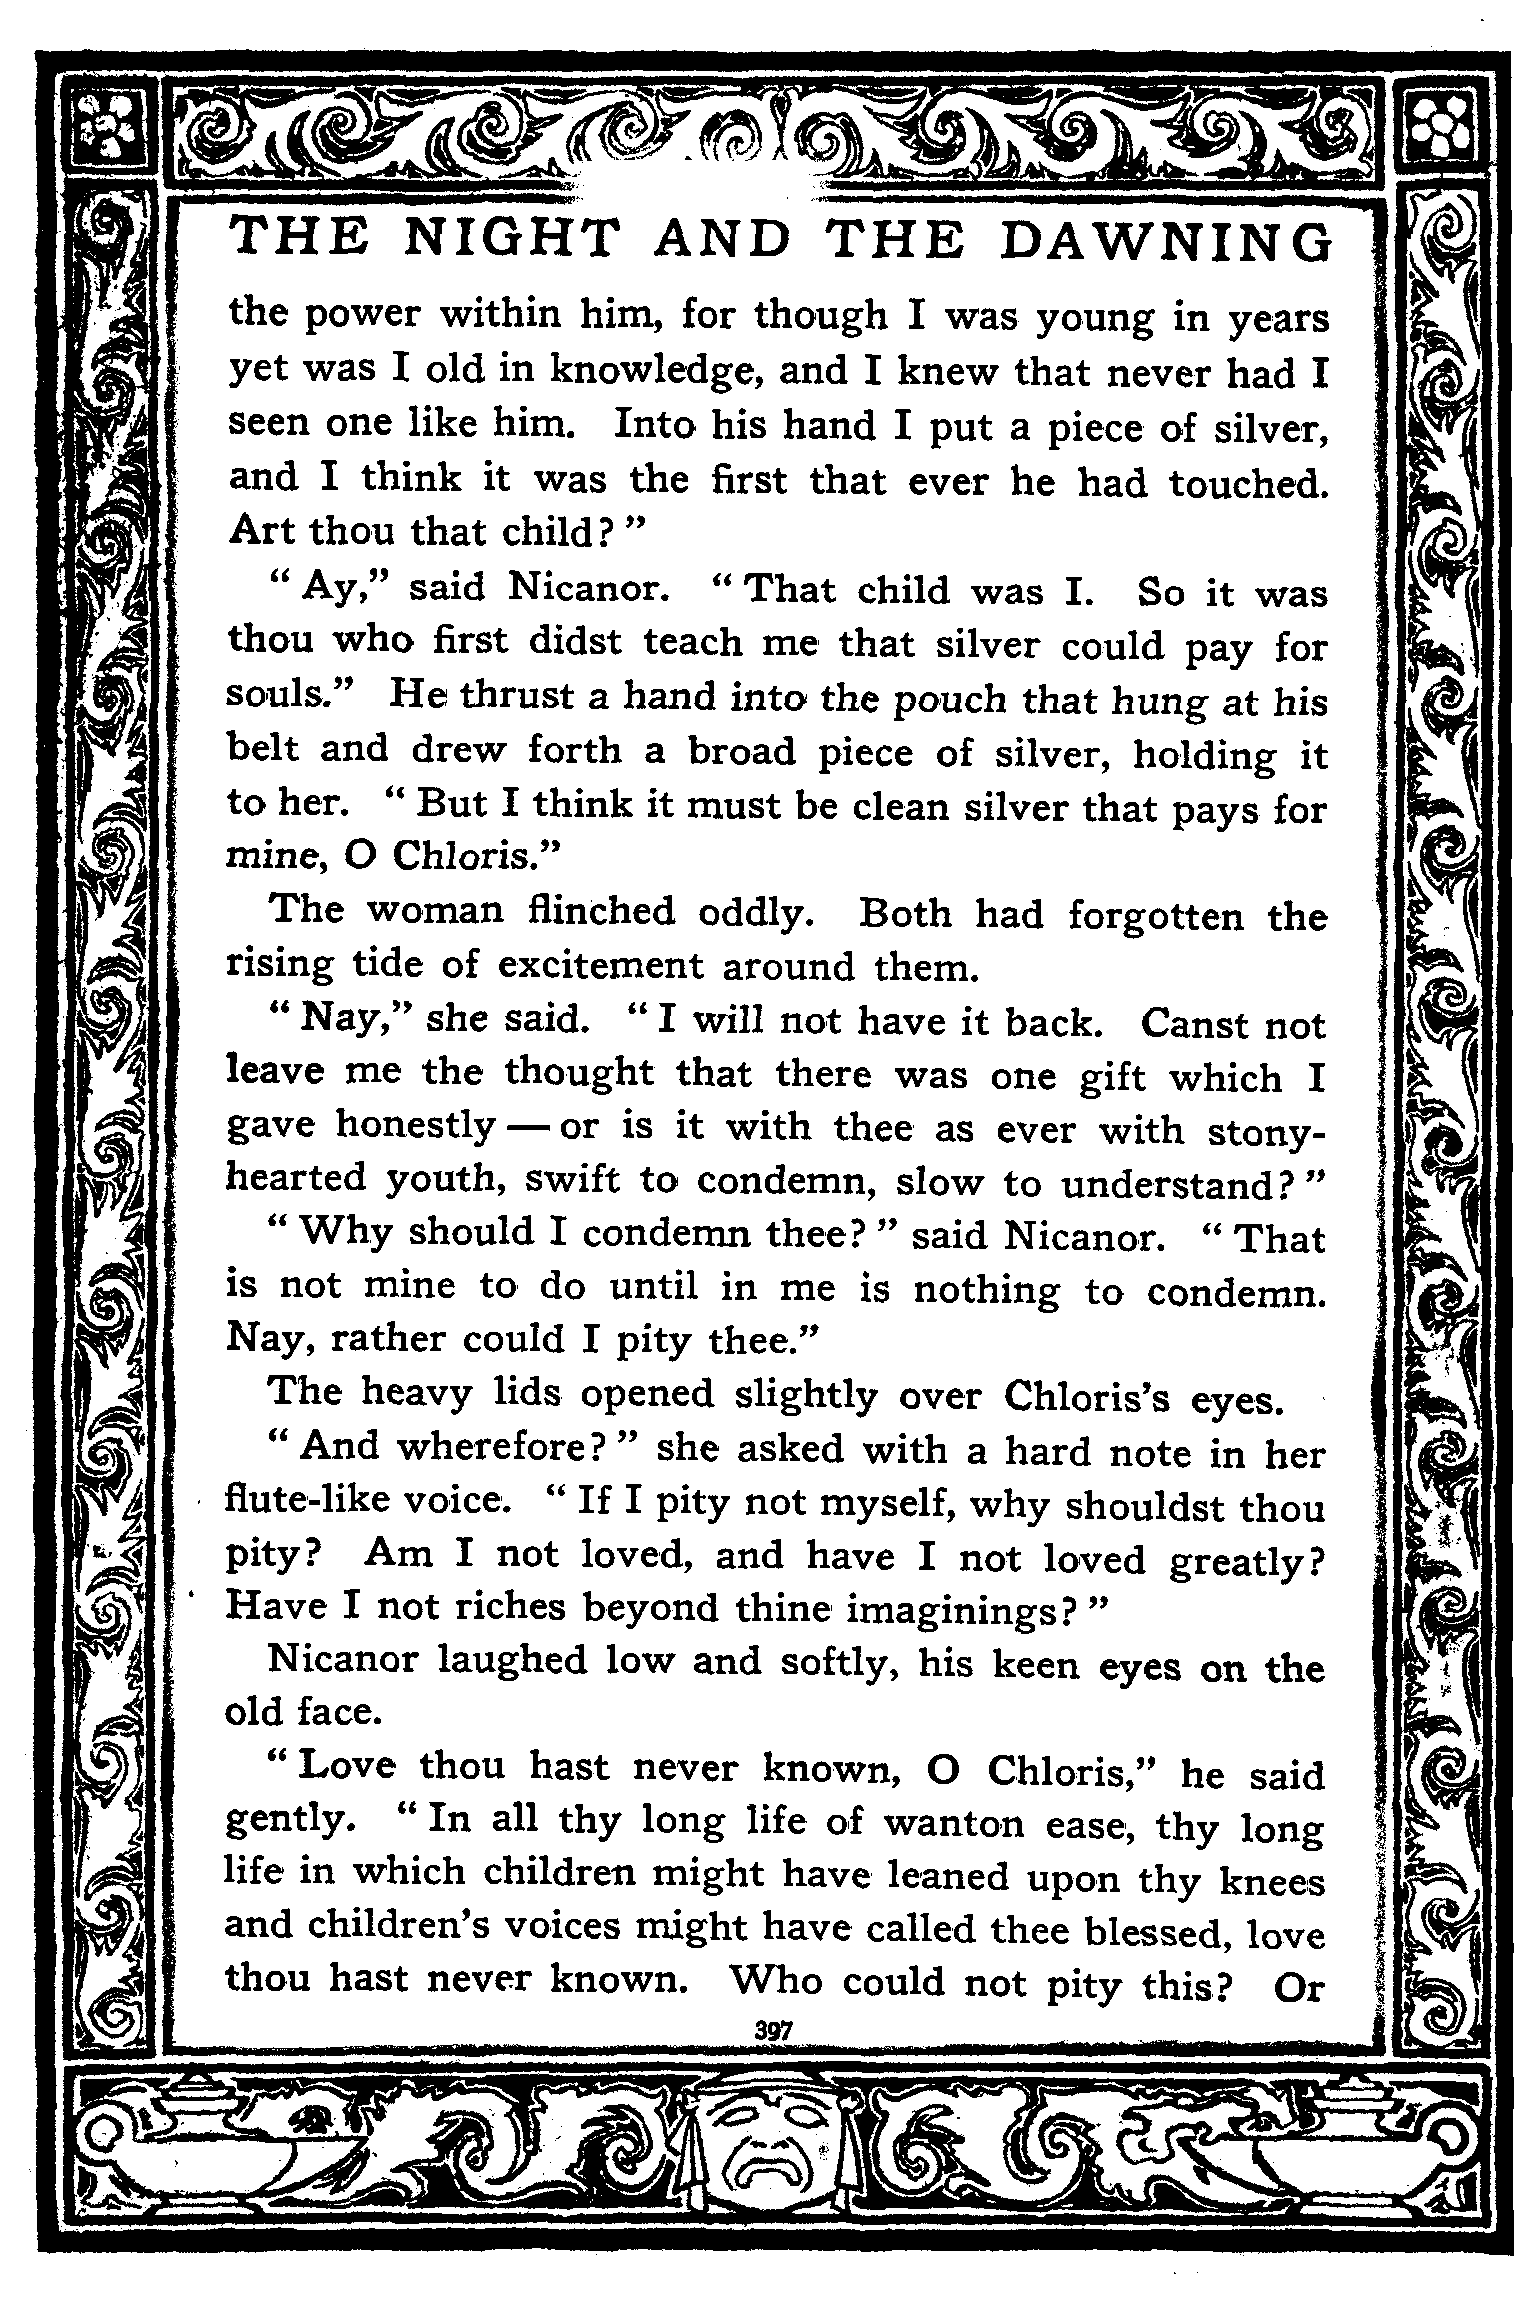 THE NIGHT AND THE DAWNING
the power within him, for though I was young in years
yet was I old in knowledge, and I knew that never had I
seen one like him. Into his hand I put a piece of silver,
and I think it was the first that ever he had touched.
Art thou that child?”
“Ay,” said Nicanor. “That child was I. So it was
thou who first didst teach me that silver could pay for
souls.” He thrust a hand into the pouch that hung at his
belt and drew forth a broad piece of silver, holding it
to her. “But I think it must be clean silver that pays for
mine, O Chloris.”
The woman flinched oddly. Both had forgotten the
rising tide of excitement around them.
“Nay,” she said. “I will not have it back. Canst not
leave me the thought that there was one gift which I
gave honestly — or is it with thee as ever with stony-
hearted youth, swift to condemn, slow to understand?”
“Why should I condemn thee?” said Nicanor. “That
is not mine to do until in me is nothing to condemn.
Nay, rather could I pity thee.”
The heavy lids opened slightly over Chloris’s eyes.
“And wherefore?” she asked with a hard note in her
flute-like voice. “If I pity not myself, why shouldst thou
pity? Am I not loved, and have I not loved greatly?
Have I not riches beyond thine imaginings?”
Nicanor laughed low and softly, his keen eyes on the
old face.
“Love thou hast never known, O Chloris,” he said
gently. “In all thy long life of wanton ease, thy long
life in which children might have leaned upon thy knees
and children’s voices might have called thee blessed, love
thou hast never known. Who could not pity this? Or
397